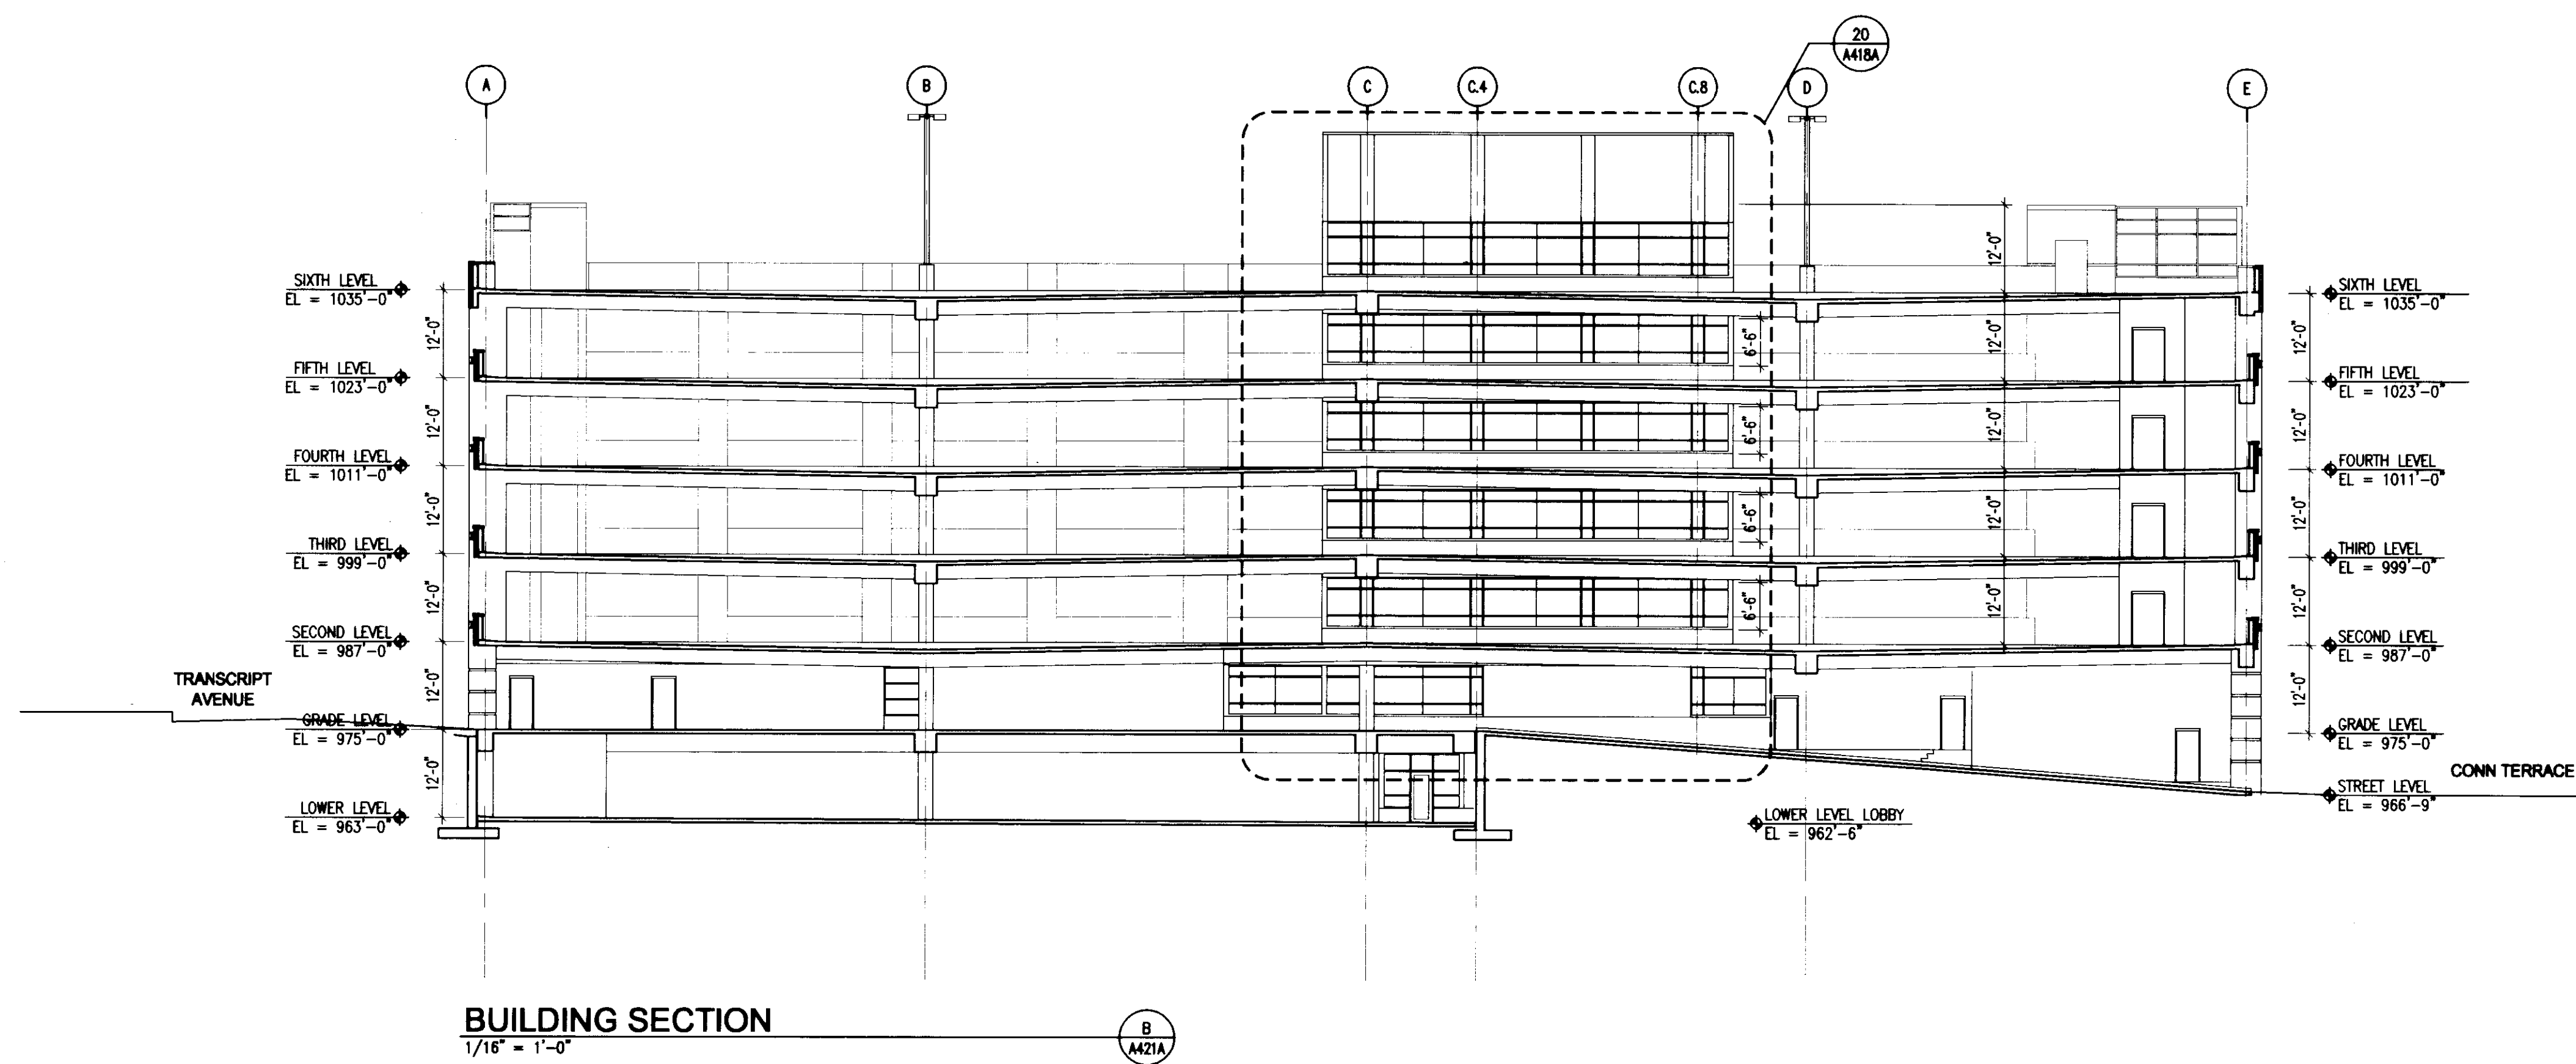 20
A418A
A
B
C
C.4
C.8
D
E
12'-0"
SIXTH LEVEL
EL = 1035'-0"
SIXTH LEVEL
EL = 1035'-0"
12'-0"
6'-6"
12'-0"
12'-0"
FIFTH LEVEL
EL = 1023'-0"
FIFTH LEVEL
EL = 1023'-0"
12'-0"
6'-6"
12'-0"
12'-0"
FOURTH LEVEL
EL = 1011'-0"
FOURTH LEVEL
EL = 1011'-0"
12'-0"
6'-6"
12'-0"
12'-0"
THIRD LEVEL
EL = 999'-0"
THIRD LEVEL
EL = 999'-0"
12'-0"
6'-6"
12'-0"
12'-0"
SECOND LEVEL
EL = 987'-0"
SECOND LEVEL
EL = 987'-0"
TRANSCRIPT
AVENUE
12'-0"
12'-0"
GRADE LEVEL
EL = 975'-0"
GRADE LEVEL
EL = 975'-0"
12'-0"
CONN TERRACE
STREET LEVEL
EL = 966'-9"
LOWER LEVEL
EL = 963'-0"
LOWER LEVEL LOBBY
EL = 962'-6"
BUILDING SECTION
1/16" = 1'-0"
B
A421A